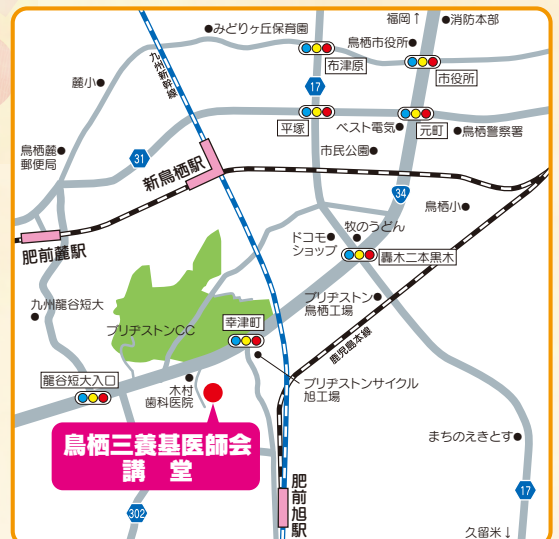 福岡↑
消防本部
みどりヶ丘保育園
鳥栖市役所
布津原
市役所
九州新幹線
麓小
17
平塚
ベスト電気
元町
鳥栖警察署
鳥栖麓
郵便局
31
市民公園
新鳥栖駅
34
鳥栖小
肥前麓駅
牧のうどん
ドコモ
ショップ
轟木二本黒木
九州龍谷短大
ブリヂストンCC
幸津町
ブリヂストン
鳥栖工場
鹿児島本線
龍谷短大入口
木村
歯科医院
ブリヂストンサイクル
旭工場
鳥栖三養基医師会
講 堂
まちのえきとす
肥前旭駅
17
302
久留米↓